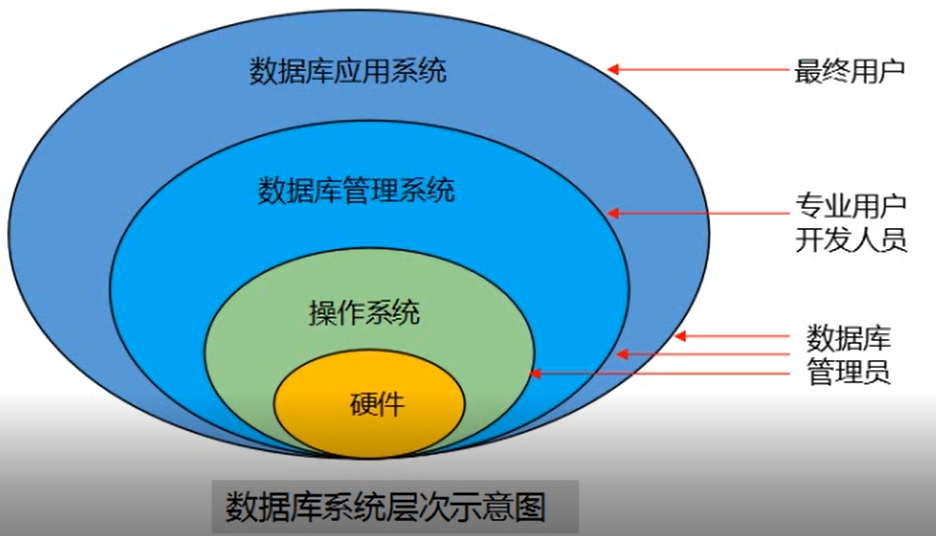 数据库应用系统
最终用户
数据库管理系统
专业用户
开发人员
操作系统
数据库
管理员
硬件
数据库系统层次示意图